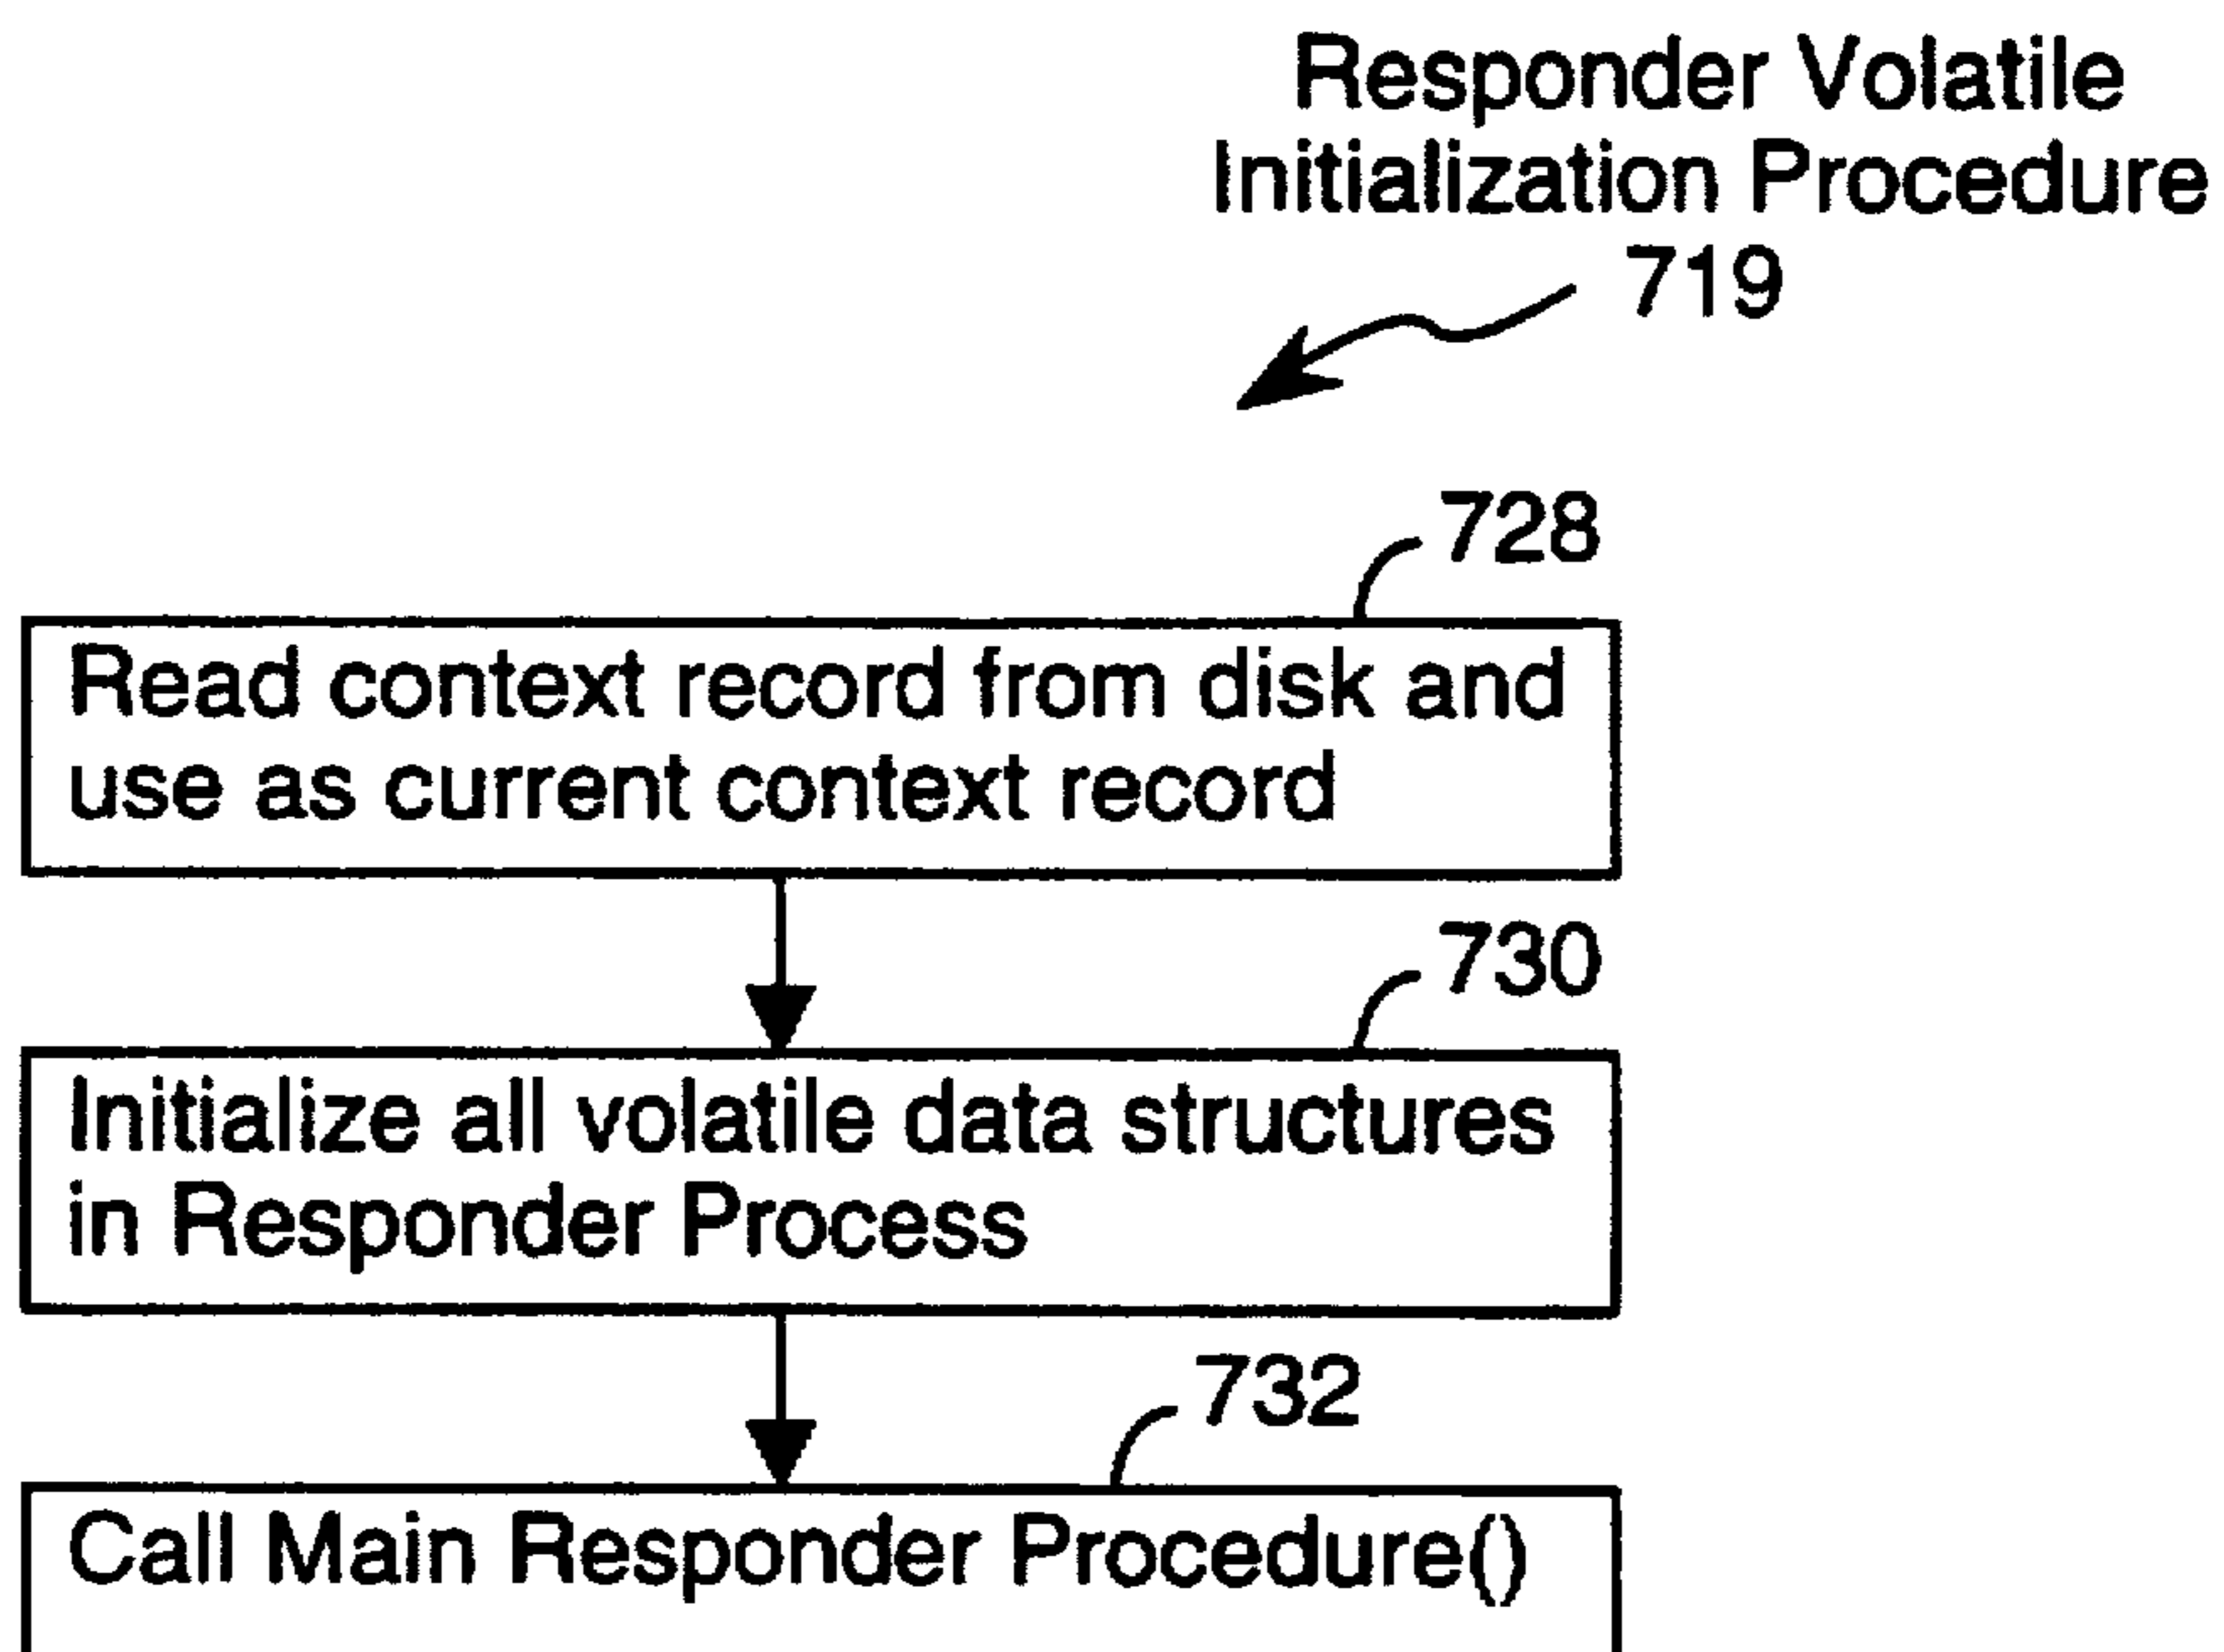 Responder Volatile
Initialization Procedure
719
728
Read context record from disk and
use as current context record
730
Initialize all volatile data structures
in Responder Process
732
Call Main Responder Procedure()